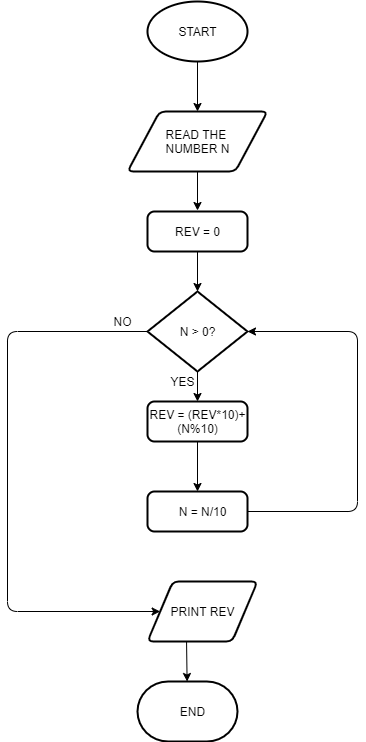 START
READ THE
NUMBER N
REV = 0
N > 0?
NO
YES
REV = (REV*10)+
(N%10)
N = N/10
PRINT REV
END